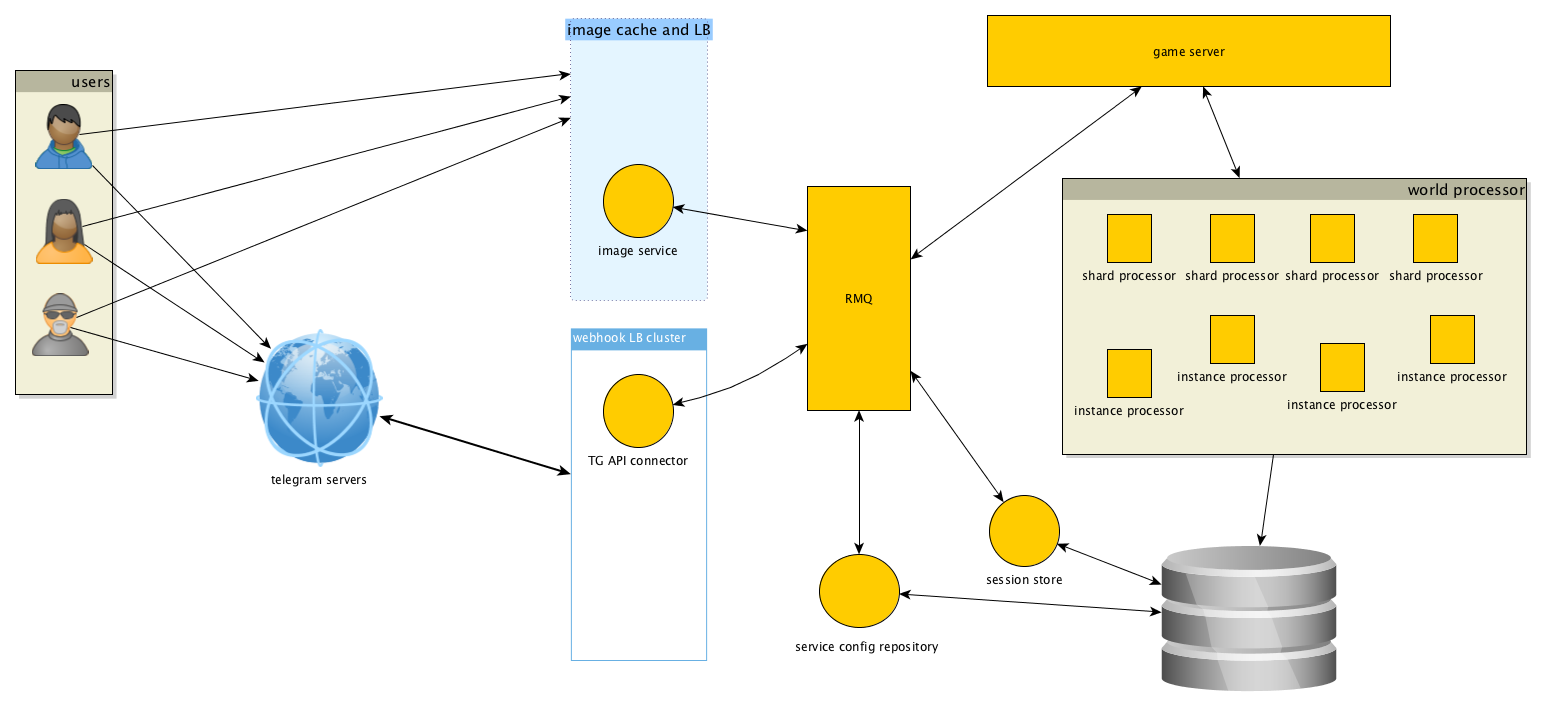 users
image cache and LB
image service
webhook LB cluster
TG API connector
telegram servers
RMQ
game server
world processor
shard processor
shard processor
shard processor
shard processor
instance processor
instance processor
instance processor
instance processor
session store
service config repository